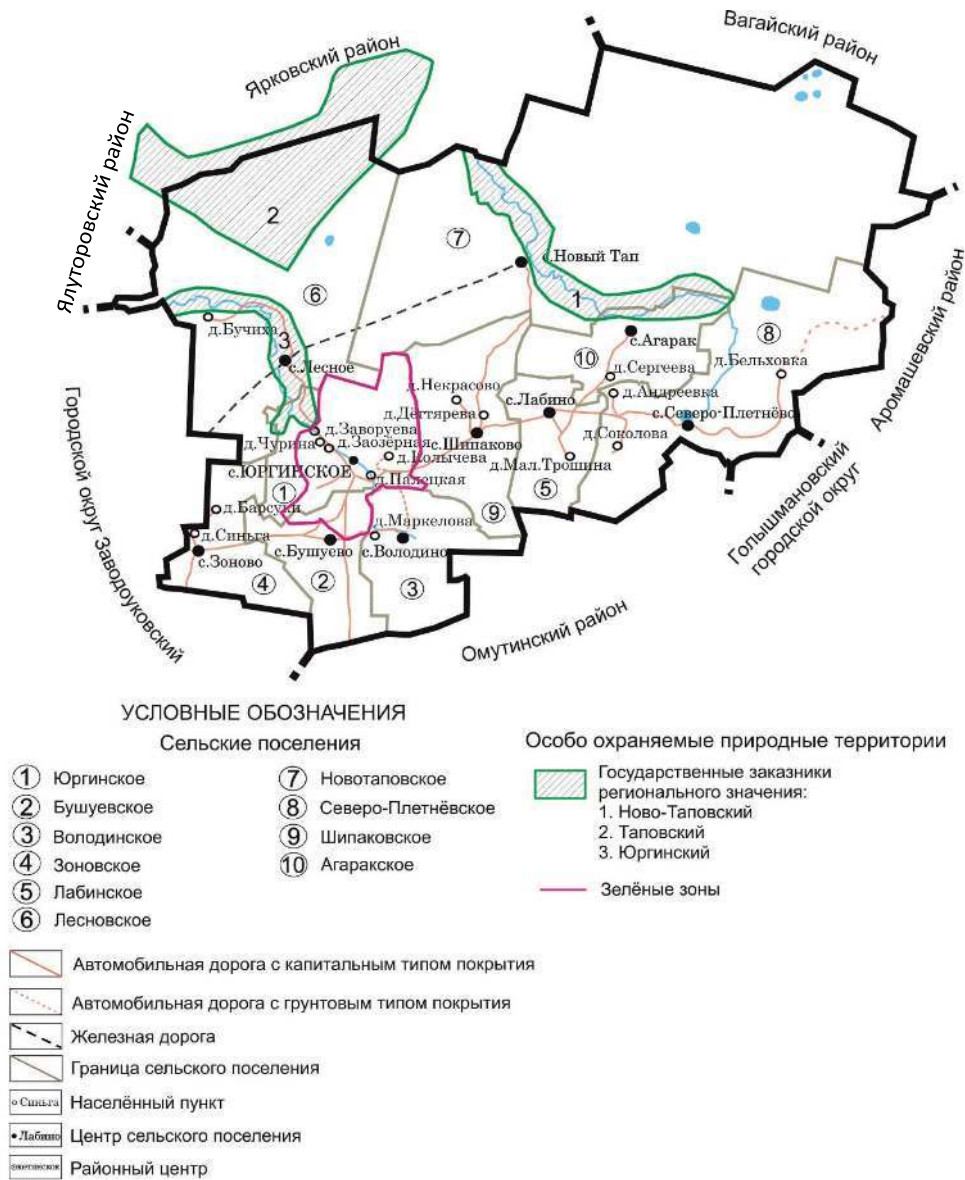 Вагайский район
Ярковский район
Ялуторовский район
2
7
с.Новый Тап
Аромашевский район
6
1
8
д.Бучиха
3
с.Лесное
с.Агарак
10
д.Бельховка
д.Сергеева
д.Некрасово
д.Андреевка
с.Лабино
д.Дегтярева
с.Северо-Плетнёво
Городской округ Заводоуковский
д.Заворуева
д.Чурина
д.Заозёрная
с.Шипаково
д.Соколова
д.Колычева
с.ЮРГИНСКОЕ
д.Палецкая
д.Мал.Трошина
Голышмановский
городской округ
1
5
д.Барсуки
9
д.Маркелова
д.Синьга
с.Бушуево
с.Володино
с.Зоново
4
2
3
Омутинский район
УСЛОВНЫЕ ОБОЗНАЧЕНИЯ
Сельские поселения
1 Юргинское
2 Бушуевское
3 Володинское
4 Зоновское
5 Лабинское
6 Лесновское
7 Новотаповское
8 Северо-Плетнёвское
9 Шипаковское
10 Агаракское
Особо охраняемые природные территории
Государственные заказники
регионального значения:
1. Ново-Таповский
2. Таповский
3. Юргинский
Зелёные зоны
Автомобильная дорога с капитальным типом покрытия
Автомобильная дорога с грунтовым типом покрытия
Железная дорога
Граница сельского поселения
Синьга Населённый пункт
Лабино Центр сельского поселения
Районный центр